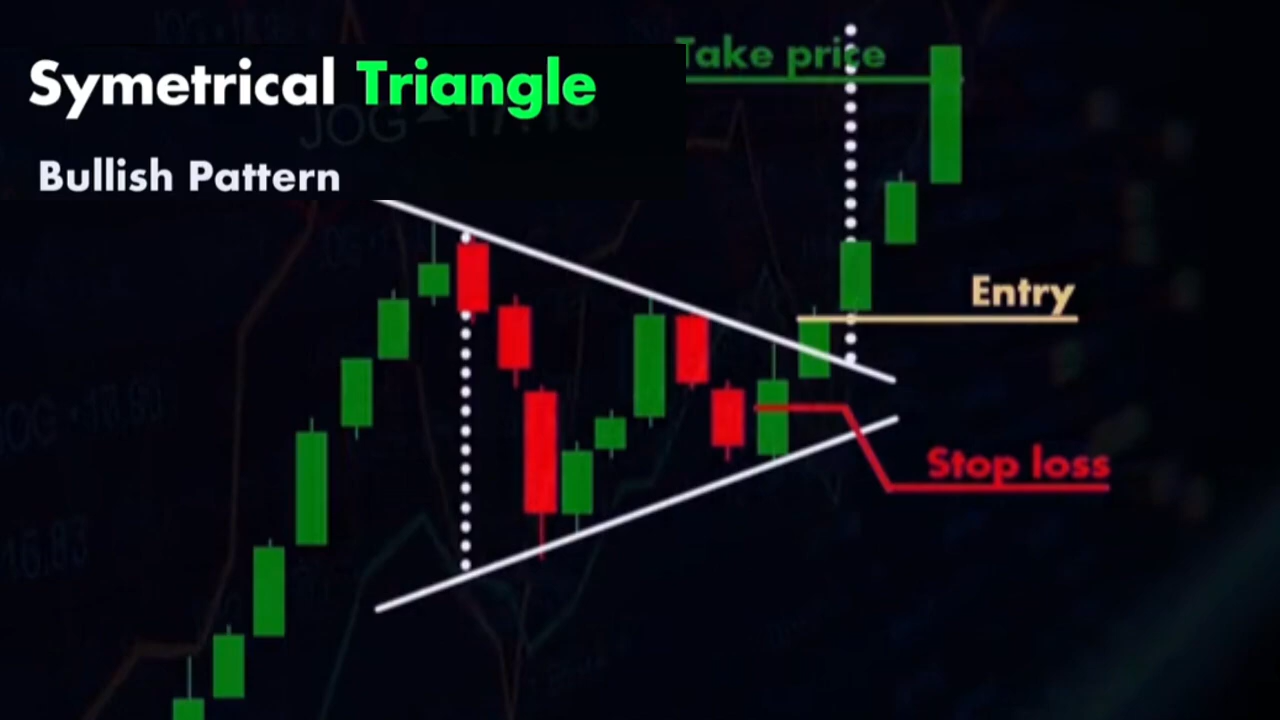 Symetrical Triangle
Bullish Pattern
Take price
Entry
Stop loss